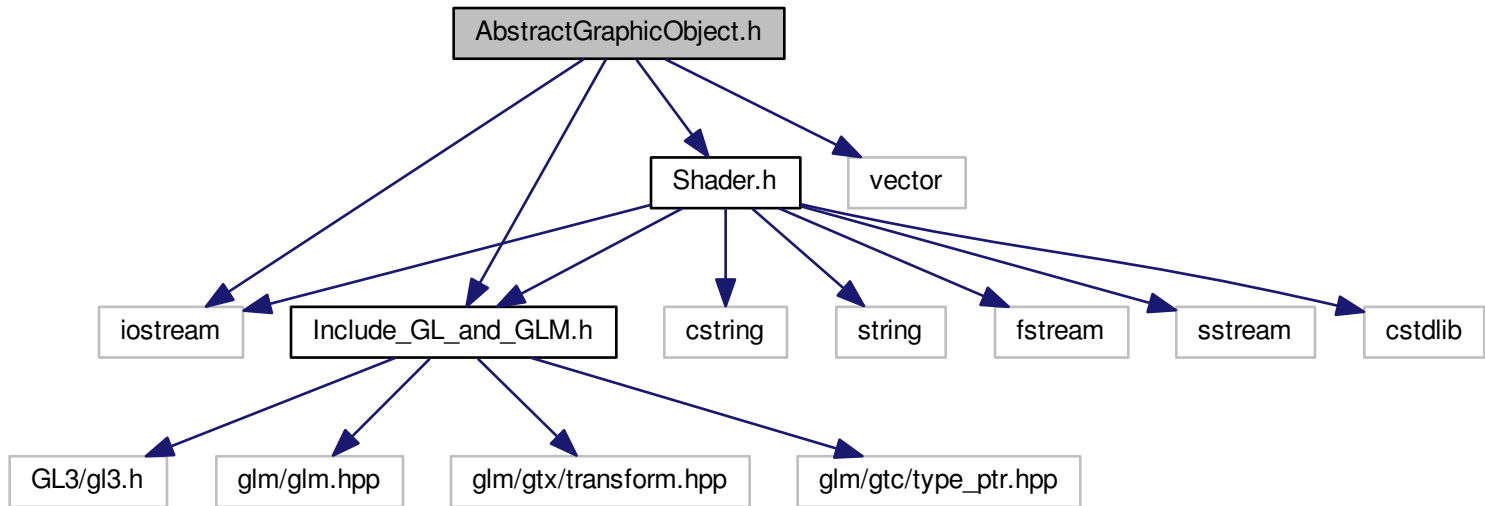 AbstractGraphicObject.h
Shader.h
vector
iostream
Include_GL_and_GLM.h
cstring
string
fstream
sstream
cstdlib
GL3/gl3.h
glm/glm.hpp
glm/gtx/transform.hpp
glm/gtc/type_ptr.hpp